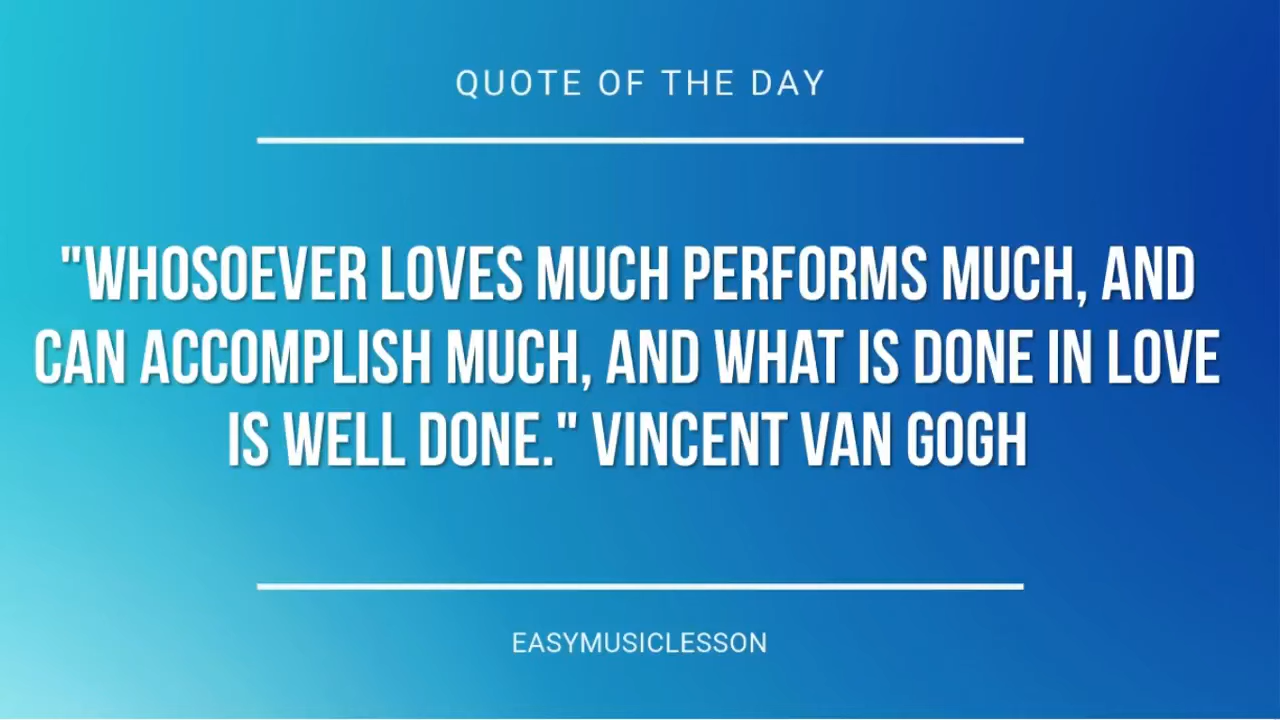 QUOTE OF THE DAY
"WHOSOEVER LOVES MUCH PERFORMS MUCH, AND
CAN ACCOMPLISH MUCH, AND WHAT IS DONE IN LOVE
IS WELL DONE." VINCENT VAN GOGH
EASYMUSICLESSON